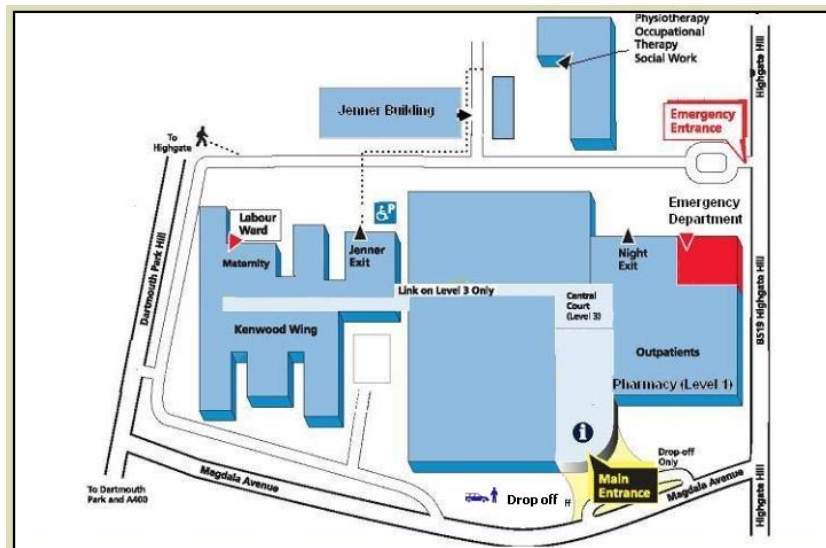 Physiotherapy
Occupational
Therapy
Social Work
Highgate Hill
Jenner Building
Emergency
Entrance
To
Highgate
Labour
Ward
P
Emergency
Department
Maternity
Jenner
Exit
Night
Exit
Dartmouth Park Hill
B519 Highgate Hill
Link on Level 3 Only
Central
Court
(Level 3)
Kenwood Wing
Outpatients
Pharmacy (Level 1)
i
Drop-off
Only
Magdala Avenue
Main
Entrance
Magdala Avenue
To Dartmouth
Park and A400
Drop off
Highgate Hill